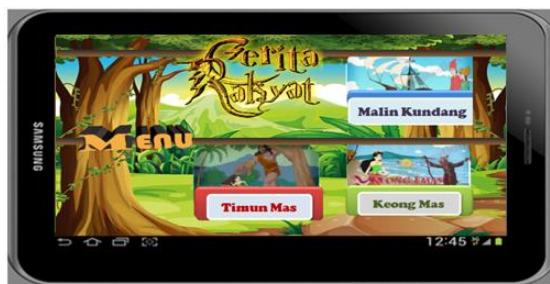 Cerita
Rakyat
Malin Kundang
MENU
Timun Mas
Keong Mas
SAMSUNG
12:45